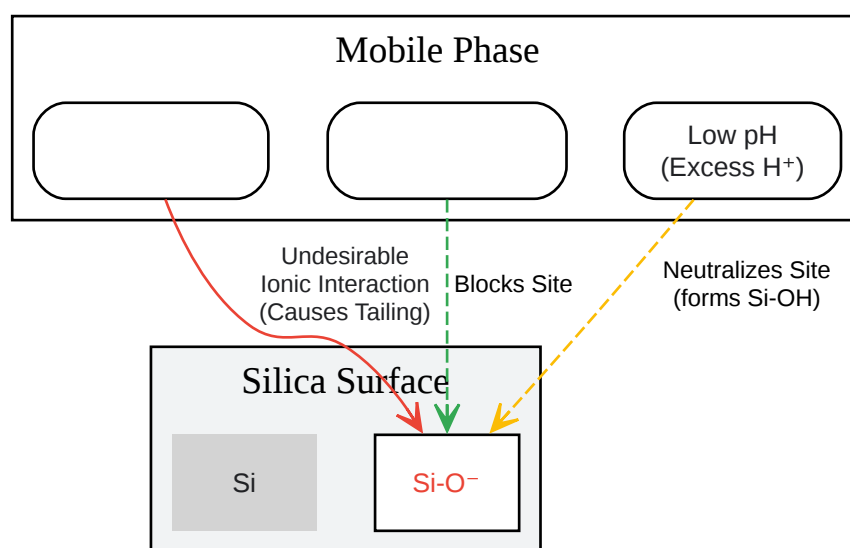 Mobile Phase
Low pH
(Excess H⁺)
Undesirable
Ionic Interaction
(Causes Tailing)
Blocks Site
Neutralizes Site
(forms Si-OH)
Silica Surface
Si
Si-O⁻